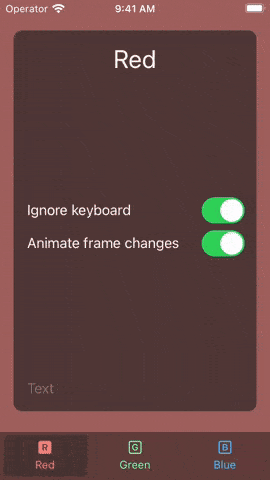 Operator 9:41 AM
Red
Ignore keyboard
Animate frame changes
Text
R G B
Red Green Blue